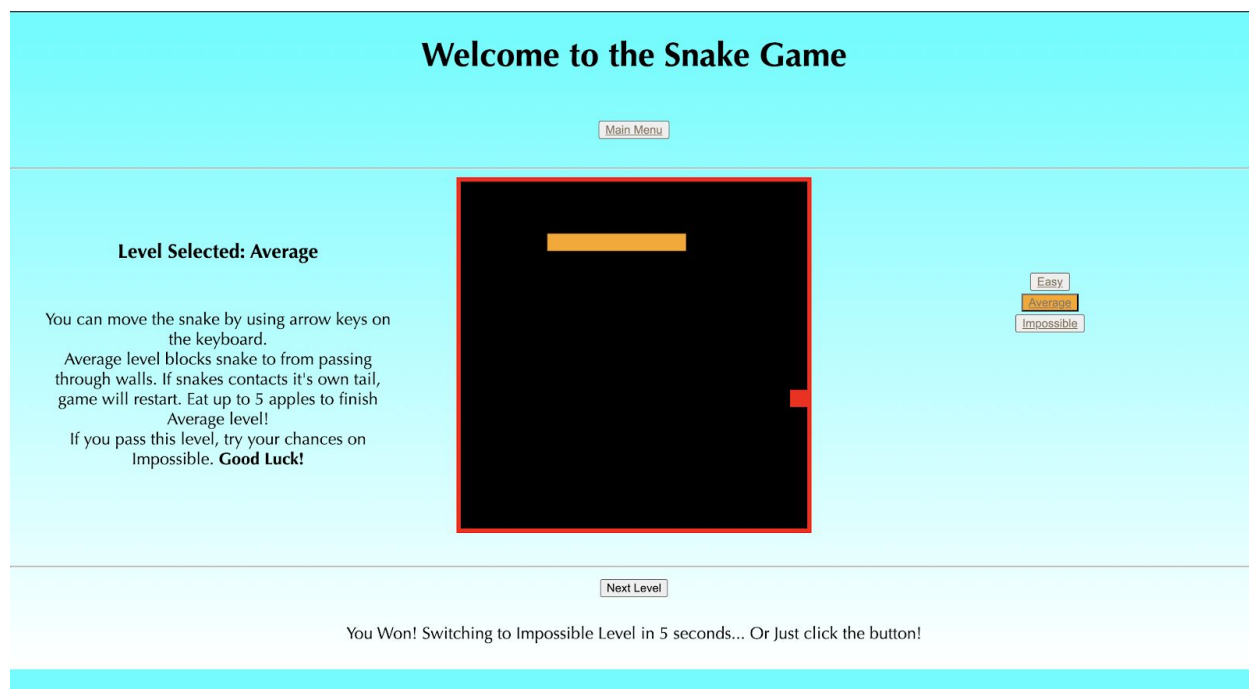 Welcome to the Snake Game
Main Menu
Level Selected: Average
You can move the snake by using arrow keys on
the keyboard.
Average level blocks snake to from passing
through walls. If snakes contacts it's own tail,
game will restart. Eat up to 5 apples to finish
Average level!
If you pass this level, try your chances on
Impossible. Good Luck!
Easy
Average
Impossible
Next Level
You Won! Switching to Impossible Level in 5 seconds... Or Just click the button!